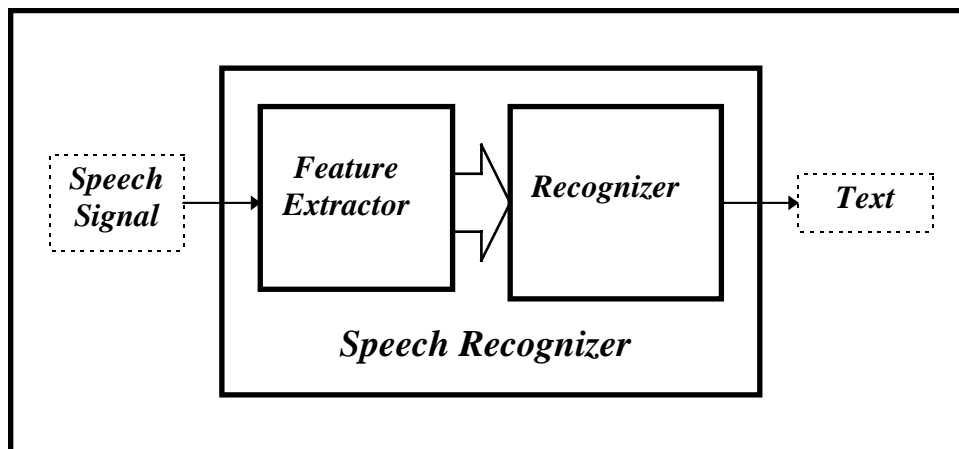 Speech
Signal
Feature
Extractor
Recognizer
Text
Speech Recognizer